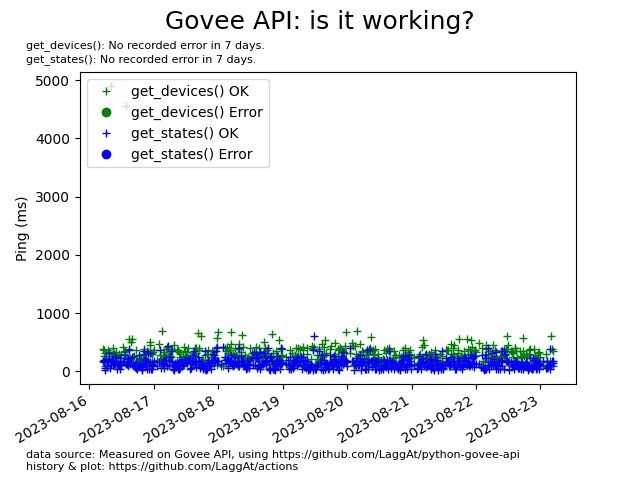 Govee API: is it working?
get_devices(): No recorded error in 7 days.
get_states(): No recorded error in 7 days.
get_devices() OK
get_devices() Error
get_states() OK
get_states() Error
Ping (ms)
5000
4000
3000
2000
1000
0
2023-08-16
2023-08-17
2023-08-18
2023-08-19
2023-08-20
2023-08-21
2023-08-22
2023-08-23
data source: Measured on Govee API, using https://github.com/LaggAt/python-govee-api
history & plot: https://github.com/LaggAt/actions